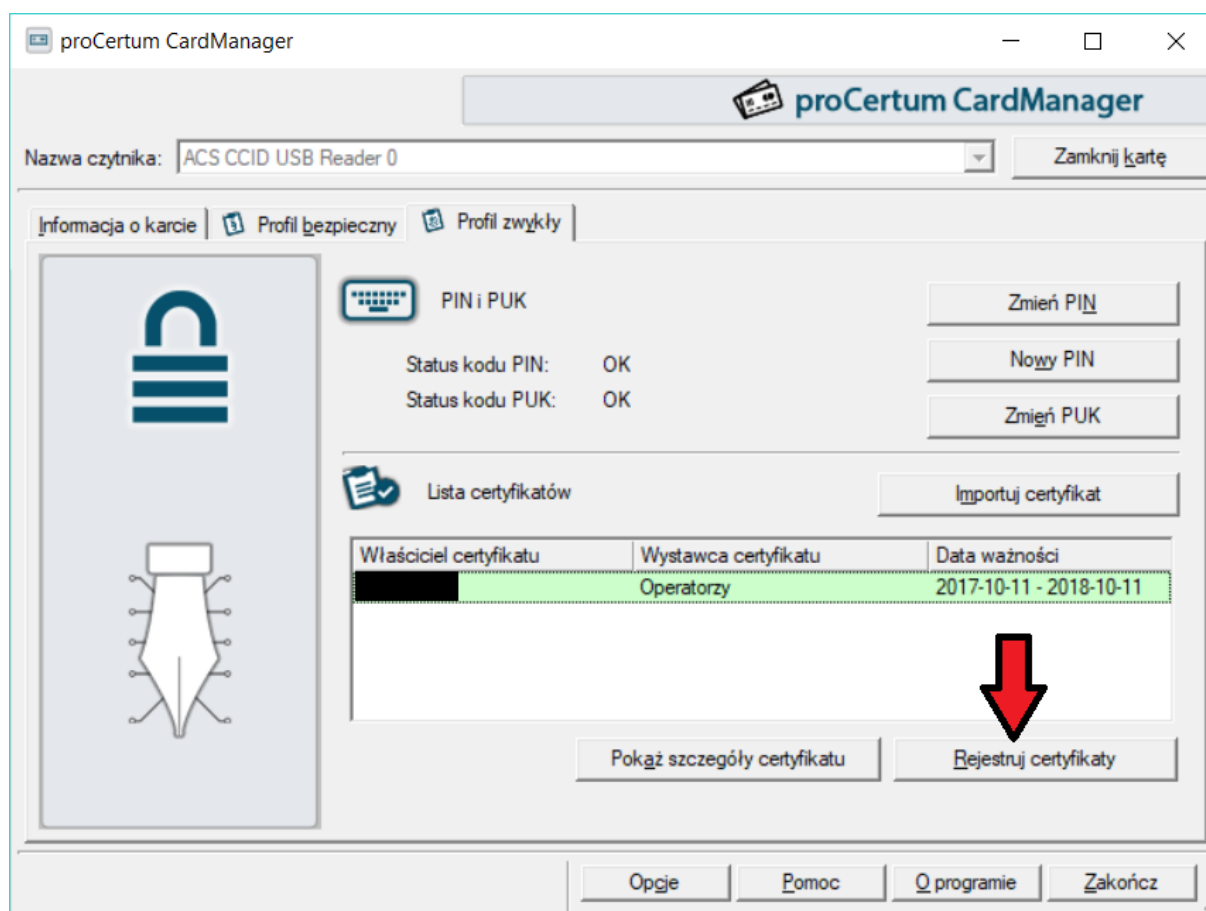 proCertum CardManager
proCertum CardManager
Nazwa czytnika: ACS CCID USB Reader 0 Zamknij kartę
Informacja o karcie Profil bezpieczny Profil zwykły
PIN i PUK Zmień PIN
Status kodu PIN: OK Nowy PIN
Status kodu PUK: OK Zmień PUK
Lista certyfikatów Importuj certyfikat
Właściciel certyfikatu Wystawca certyfikatu Data ważności
Operatorzy 2017-10-11 - 2018-10-11
Pokaż szczegóły certyfikatu Rejestruj certyfikaty
Opcje Pomoc O programie Zakończ